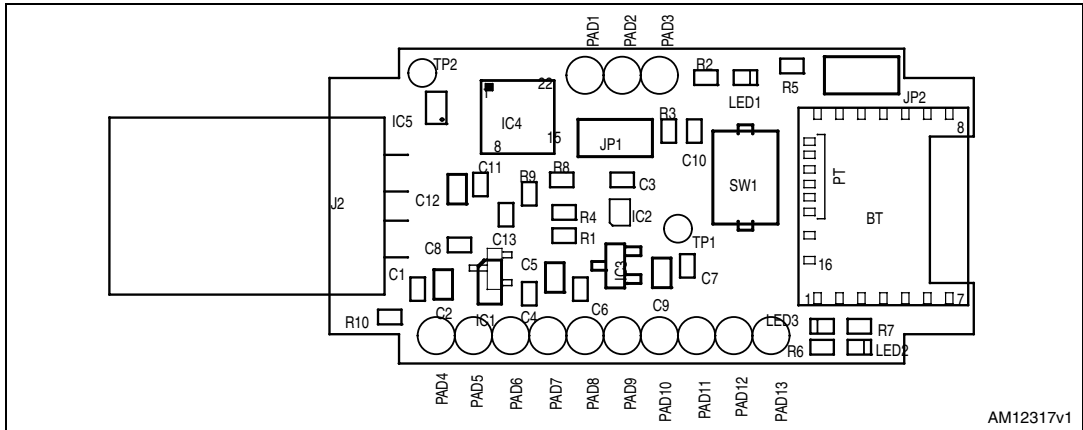 PAD1
PAD2
PAD3
TP2
R2
R5
LED1
JP2
22
IC5
IC4
15
8
JP1
R3
C10
8
C11
R9
R8
C12
C3
SW1
PT
BT
J2
R4
IC2
C13
R1
TP1
C8
C5
IC3
C7
16
C1
C2
IC1
C4
C6
C9
1
7
R10
LED3
R7
R6
LED2
PAD4
PAD5
PAD6
PAD7
PAD8
PAD9
PAD10
PAD11
PAD12
PAD13
AM12317v1